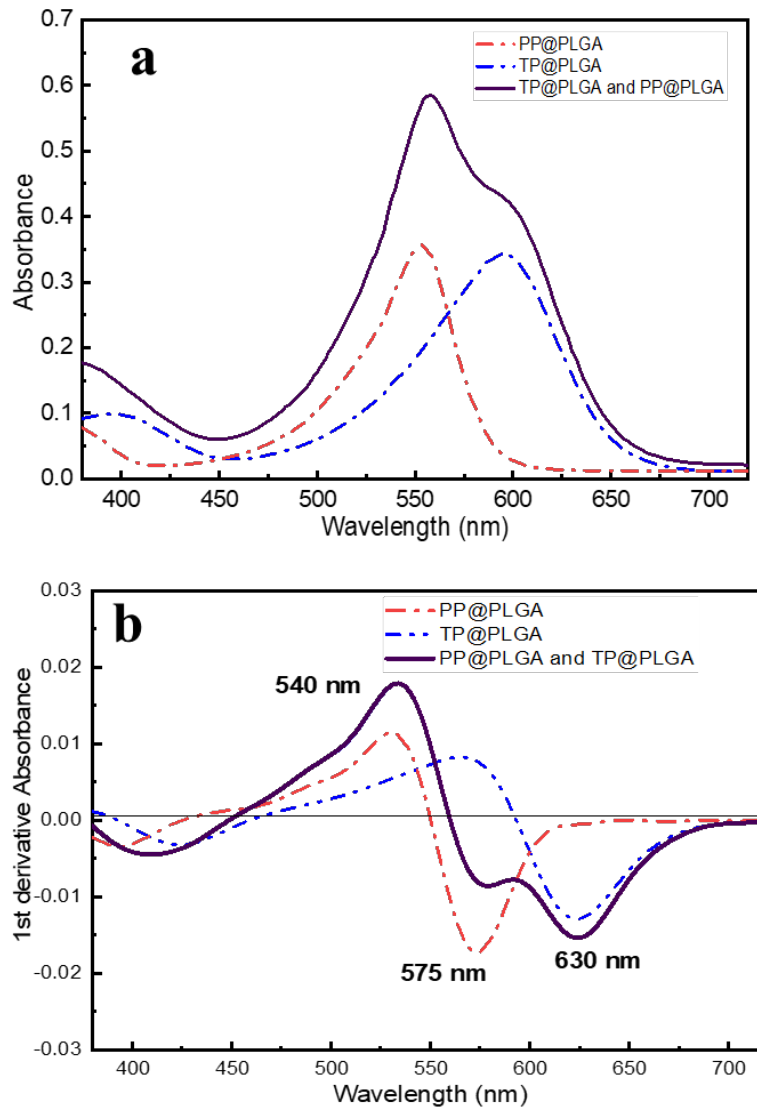 a
PP@PLGA
TP@PLGA
TP@PLGA and PP@PLGA
Absorbance
0.7
0.6
0.5
0.4
0.3
0.2
0.1
0.0
400 450 500 550 600 650 700
Wavelength (nm)
b
PP@PLGA
TP@PLGA
PP@PLGA and TP@PLGA
540 nm
575 nm
630 nm
1st derivative Absorbance
0.03
0.02
0.01
0.00
-0.01
-0.02
-0.03
400 450 500 550 600 650 700
Wavelength (nm)